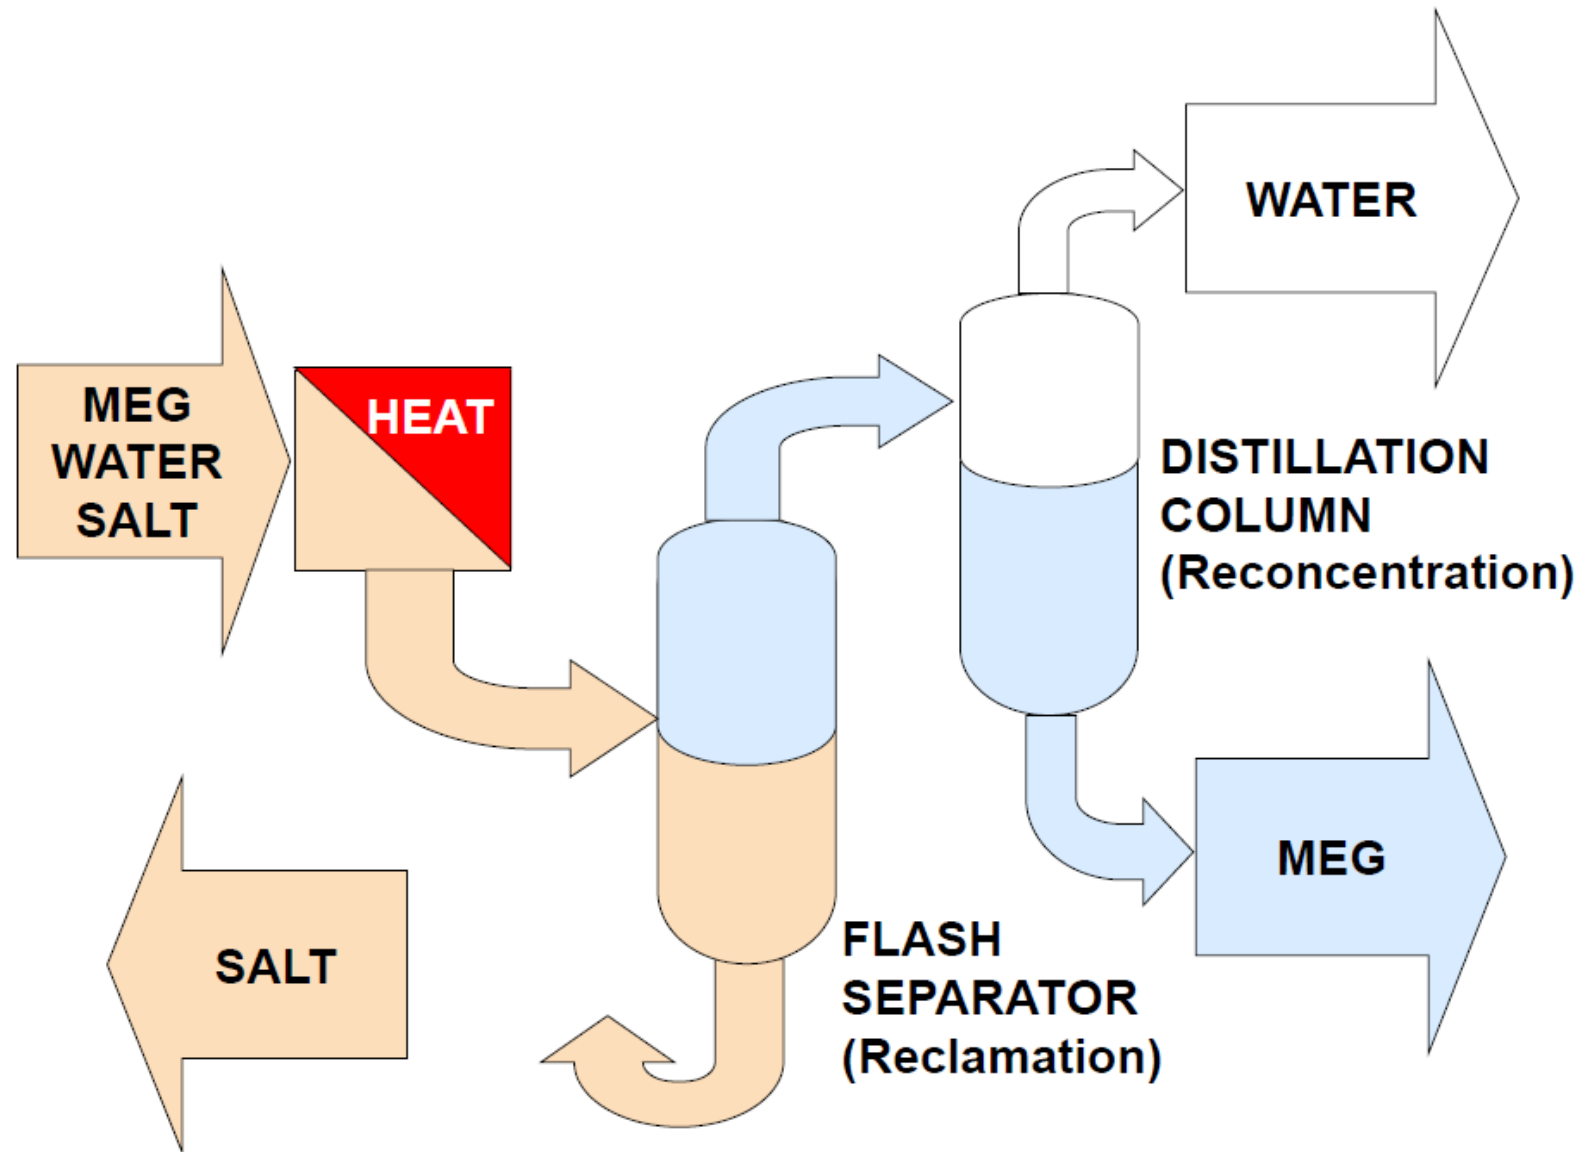 MEG
WATER
SALT
HEAT
WATER
DISTILLATION
COLUMN
(Reconcentration)
MEG
FLASH
SEPARATOR
(Reclamation)
SALT